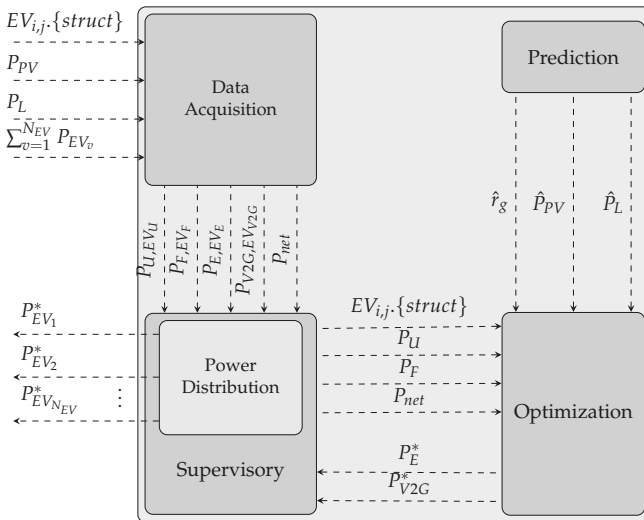 EV_{i,j}.{struct}
P_{PV}
P_L
∑_{v=1}^{N_{EV}} P_{EV_v}
Data
Acquisition
Prediction
r̂_g
P̂_{PV}
P̂_L
P_{U,EV_U}
P_{F,EV_F}
P_{E,EV_E}
P_{V2G,EV_{V2G}}
P_{net}
P^*_{EV_1}
P^*_{EV_2}
P^*_{EV_{N_{EV}}}
⋮
Power
Distribution
Supervisory
EV_{i,j}.{struct}
P_U
P_F
P_{net}
P^*_E
P^*_{V2G}
Optimization